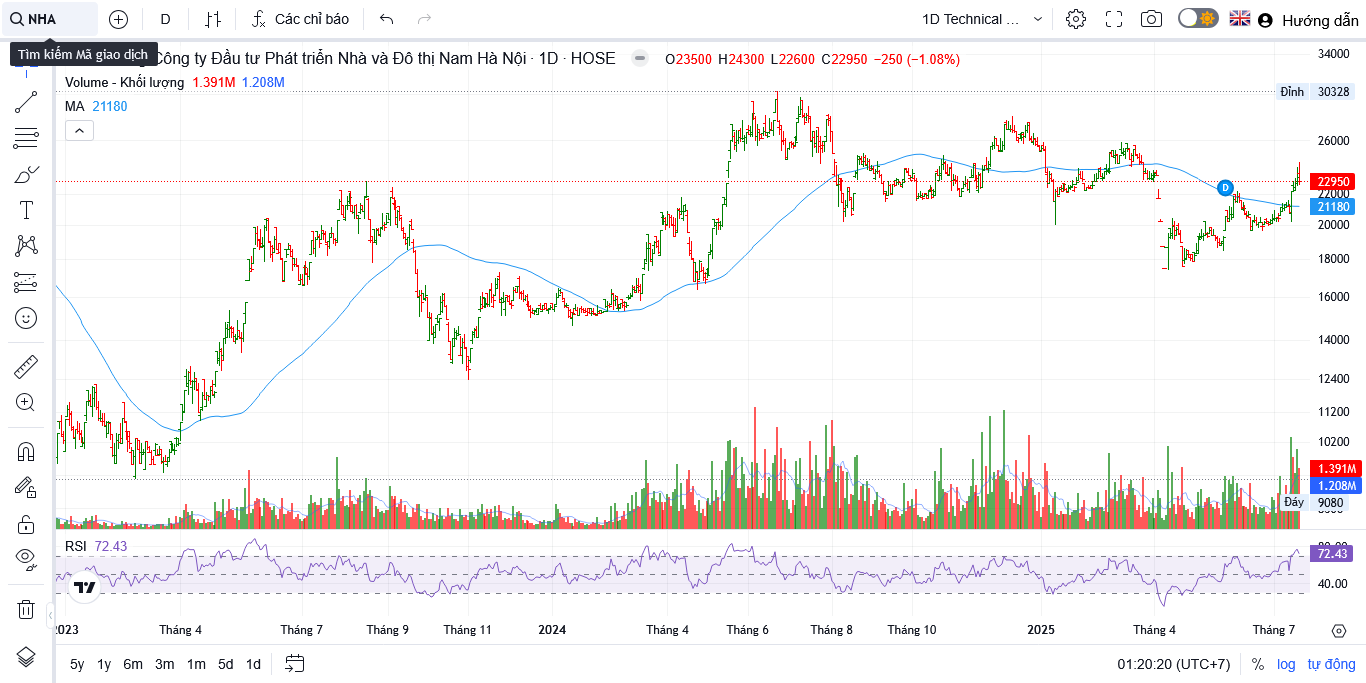 NHA D Các chỉ báo 1D Technical ... Hướng dẫn
Tìm kiếm Mã giao dịch
Công ty Đầu tư Phát triển Nhà và Đô thị Nam Hà Nội · 1D · HOSE O23500 H24300 L22600 C22950 −250 (−1.08%)
Volume - Khối lượng 1.391M 1.208M
MA 21180
34000
Đỉnh 30328
26000
22950
D
22000
21180
20000
18000
16000
14000
12400
11200
10200
1.391M
1.208M
Đáy 9080
RSI 72.43
80.00
72.43
40.00
2023 Tháng 4 Tháng 7 Tháng 9 Tháng 11 2024 Tháng 4 Tháng 6 Tháng 8 Tháng 10 2025 Tháng 4 Tháng 7
5y 1y 6m 3m 1m 5d 1d 01:20:20 (UTC+7) % log tự động